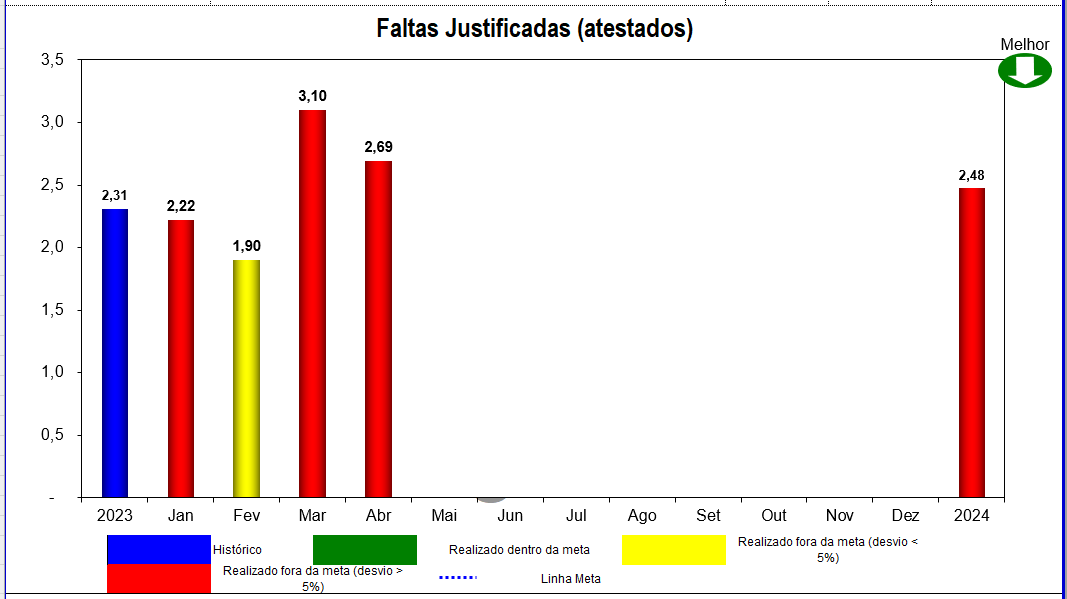 Faltas Justificadas (atestados)
Melhor
3,5
3,0
2,5
2,0
1,5
1,0
0,5
-
2,31
2,22
1,90
3,10
2,69
2,48
2023 Jan Fev Mar Abr Mai Jun Jul Ago Set Out Nov Dez 2024
Histórico
Realizado dentro da meta
Realizado fora da meta (desvio <
5%)
Realizado fora da meta (desvio >
5%)
Linha Meta